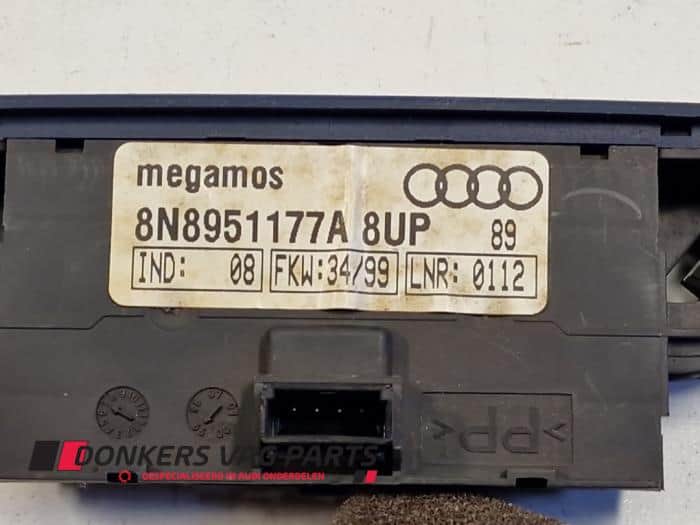 megamos
8N8951177A 8UP 89
IND: 08 FKW:34/99 LNR: 0112
>PP<
DONKERS VAG PARTS
GESPECIALISEERD IN AUDI ONDERDELEN